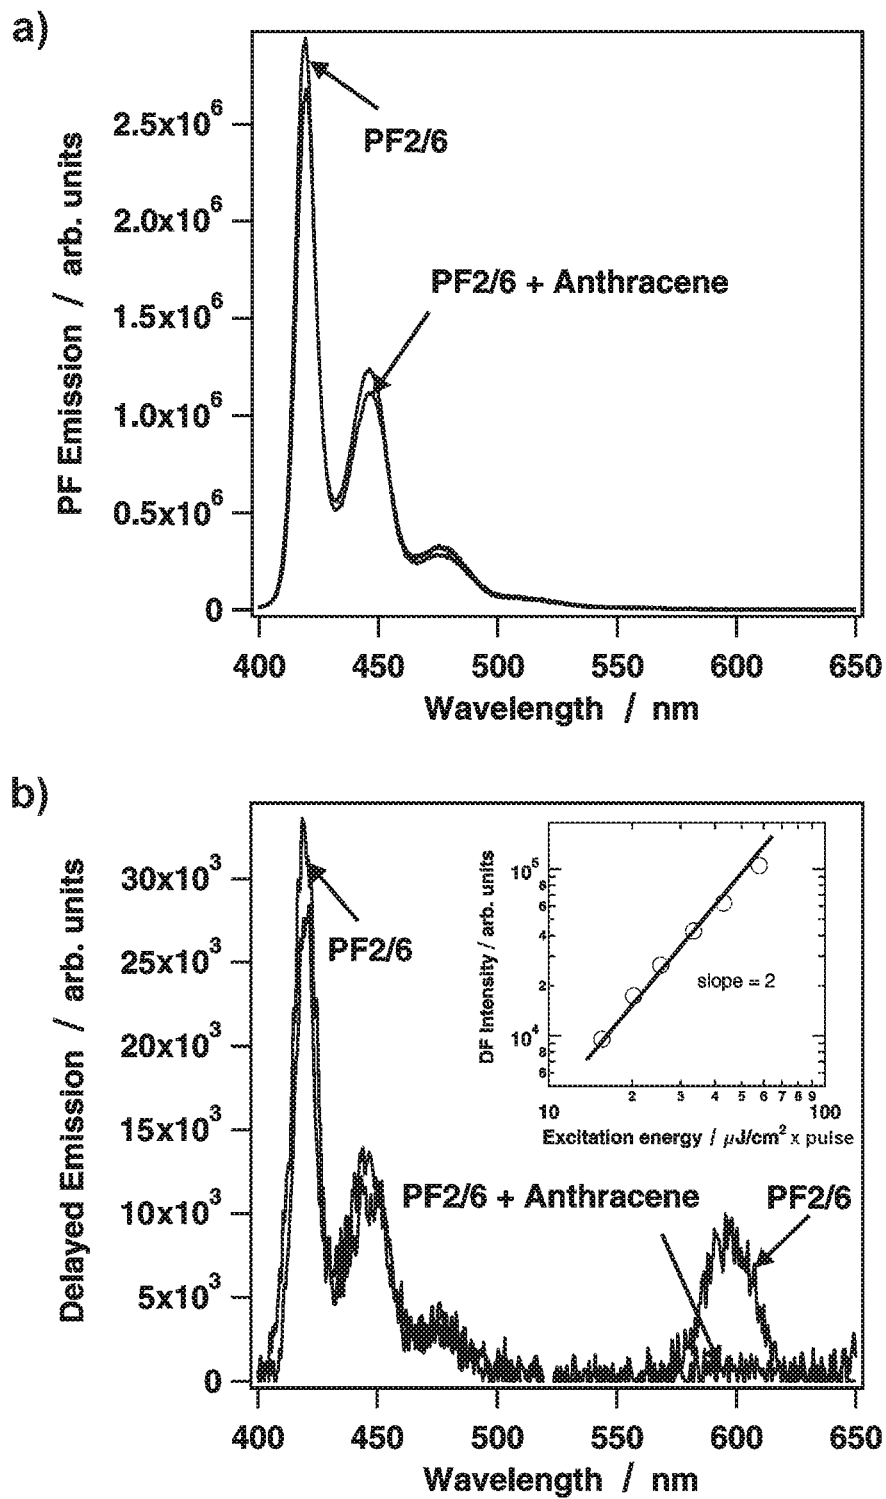 a)
PF Emission / arb. units
2.5x10⁶
2.0x10⁶
1.5x10⁶
1.0x10⁶
0.5x10⁶
0
PF2/6
PF2/6 + Anthracene
400 450 500 550 600 650
Wavelength / nm
b)
Delayed Emission / arb. units
30x10³
25x10³
20x10³
15x10³
10x10³
5x10³
0
PF2/6
DF Intensity / arb. units
10⁵
8
6
4
2
10⁴
8
6
slope = 2
10 2 3 4 5 6 7 8 9 100
Excitation energy / µJ/cm² x pulse
PF2/6 + Anthracene
PF2/6
400 450 500 550 600 650
Wavelength / nm